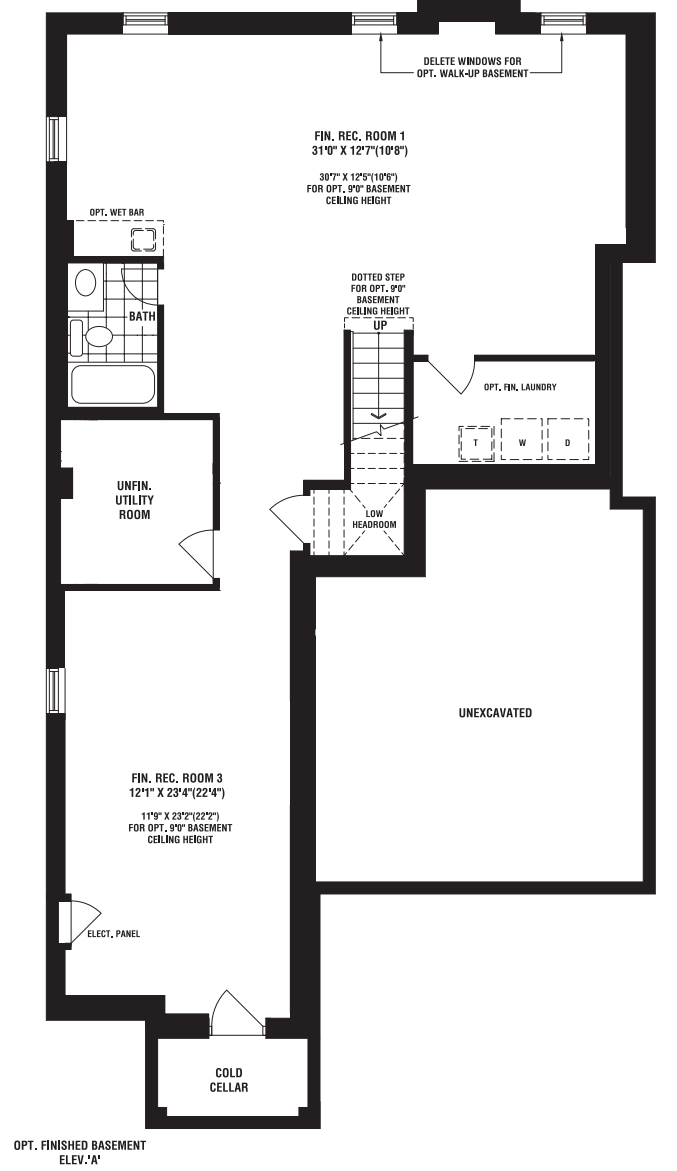 DELETE WINDOWS FOR
OPT. WALK-UP BASEMENT
FIN. REC. ROOM 1
31'0" X 12'7"(10'8")
30'7" X 12'5"(10'6")
FOR OPT. 9'0" BASEMENT
CEILING HEIGHT
OPT. WET BAR
DOTTED STEP
FOR OPT. 9'0"
BASEMENT
CEILING HEIGHT
UP
BATH
OPT. FIN. LAUNDRY
T
W
D
UNFIN.
UTILITY
ROOM
LOW
HEADROOM
UNEXCAVATED
FIN. REC. ROOM 3
12'1" X 23'4"(22'4")
11'9" X 23'2"(22'2")
FOR OPT. 9'0" BASEMENT
CEILING HEIGHT
ELECT. PANEL
COLD
CELLAR
OPT. FINISHED BASEMENT
ELEV.'A'